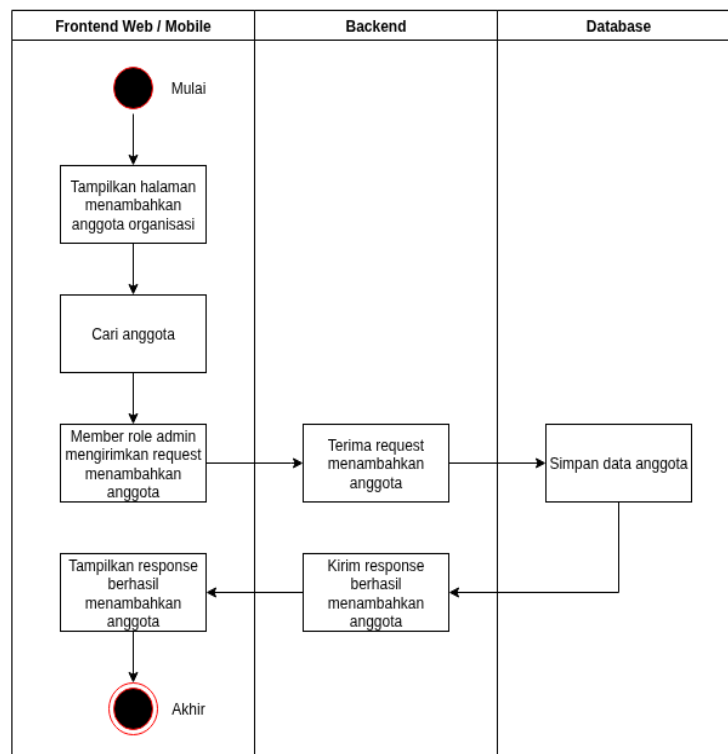 Frontend Web / Mobile
Backend
Database
Mulai
Tampilkan halaman
menambahkan
anggota organisasi
Cari anggota
Member role admin
mengirimkan request
menambahkan
anggota
Terima request
menambahkan
anggota
Simpan data anggota
Kirim response
berhasil
menambahkan
anggota
Tampilkan response
berhasil
menambahkan
anggota
Akhir